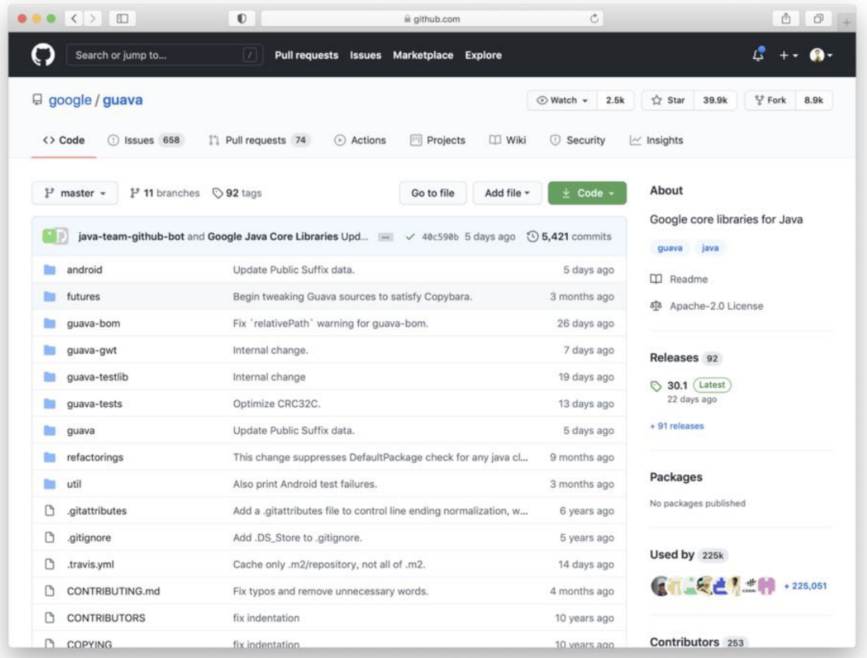 github.com
Search or jump to... / Pull requests Issues Marketplace Explore
google / guava Watch 2.5k Star 39.9k Fork 8.9k
Code Issues 658 Pull requests 74 Actions Projects Wiki Security Insights
master 11 branches 92 tags Go to file Add file Code
java-team-github-bot and Google Java Core Libraries Upd... 40c590b 5 days ago 5,421 commits
android Update Public Suffix data. 5 days ago
futures Begin tweaking Guava sources to satisfy Copybara. 3 months ago
guava-bom Fix `relativePath` warning for guava-bom. 26 days ago
guava-gwt Internal change. 7 days ago
guava-testlib Internal change 19 days ago
guava-tests Optimize CRC32C. 13 days ago
guava Update Public Suffix data. 5 days ago
refactorings This change suppresses DefaultPackage check for any java cl... 9 months ago
util Also print Android test failures. 3 months ago
.gitattributes Add a .gitattributes file to control line ending normalization, w... 6 years ago
.gitignore Add .DS_Store to .gitignore. 5 years ago
.travis.yml Cache only .m2/repository, not all of .m2. 14 days ago
CONTRIBUTING.md Fix typos and remove unnecessary words. 4 months ago
CONTRIBUTORS fix indentation 10 years ago
COPYING fix indentation 10 years ago
About
Google core libraries for Java
guava java
Readme
Apache-2.0 License
Releases 92
30.1 Latest
22 days ago
+ 91 releases
Packages
No packages published
Used by 225k
+ 225,051
Contributors 253